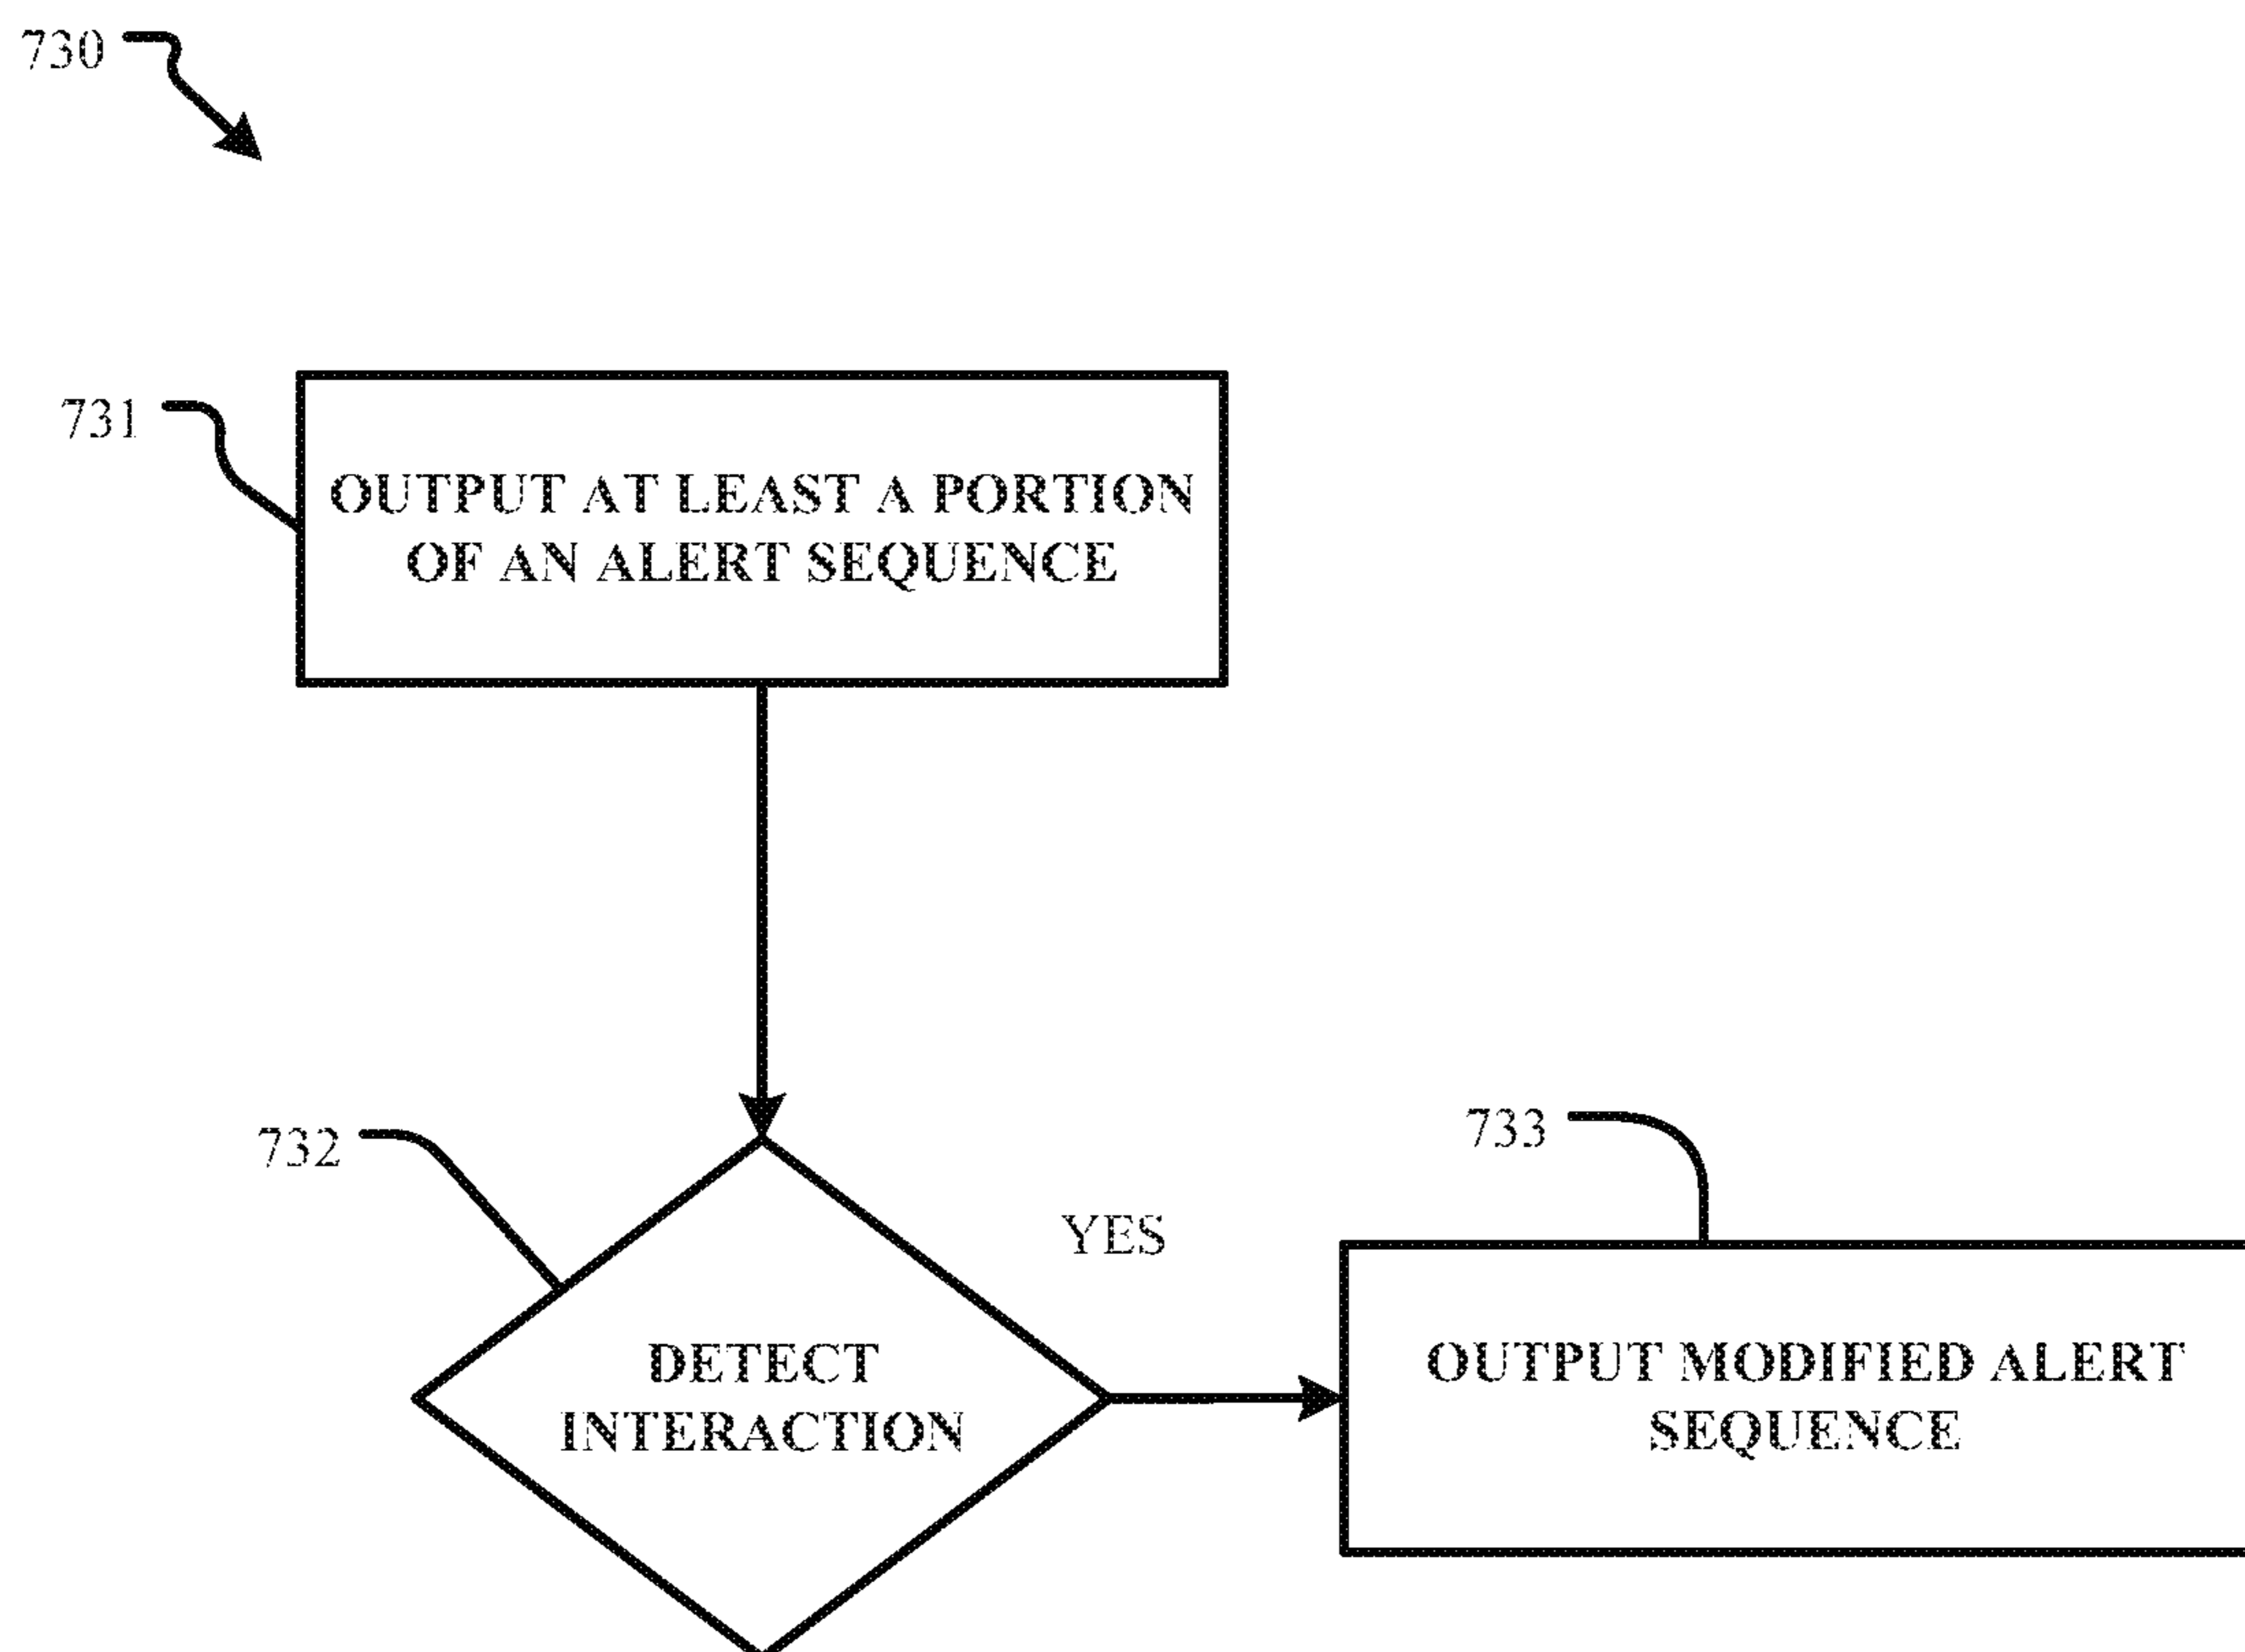 730
731
OUTPUT AT LEAST A PORTION
OF AN ALERT SEQUENCE
732
733
YES
DETECT
INTERACTION
OUTPUT MODIFIED ALERT
SEQUENCE